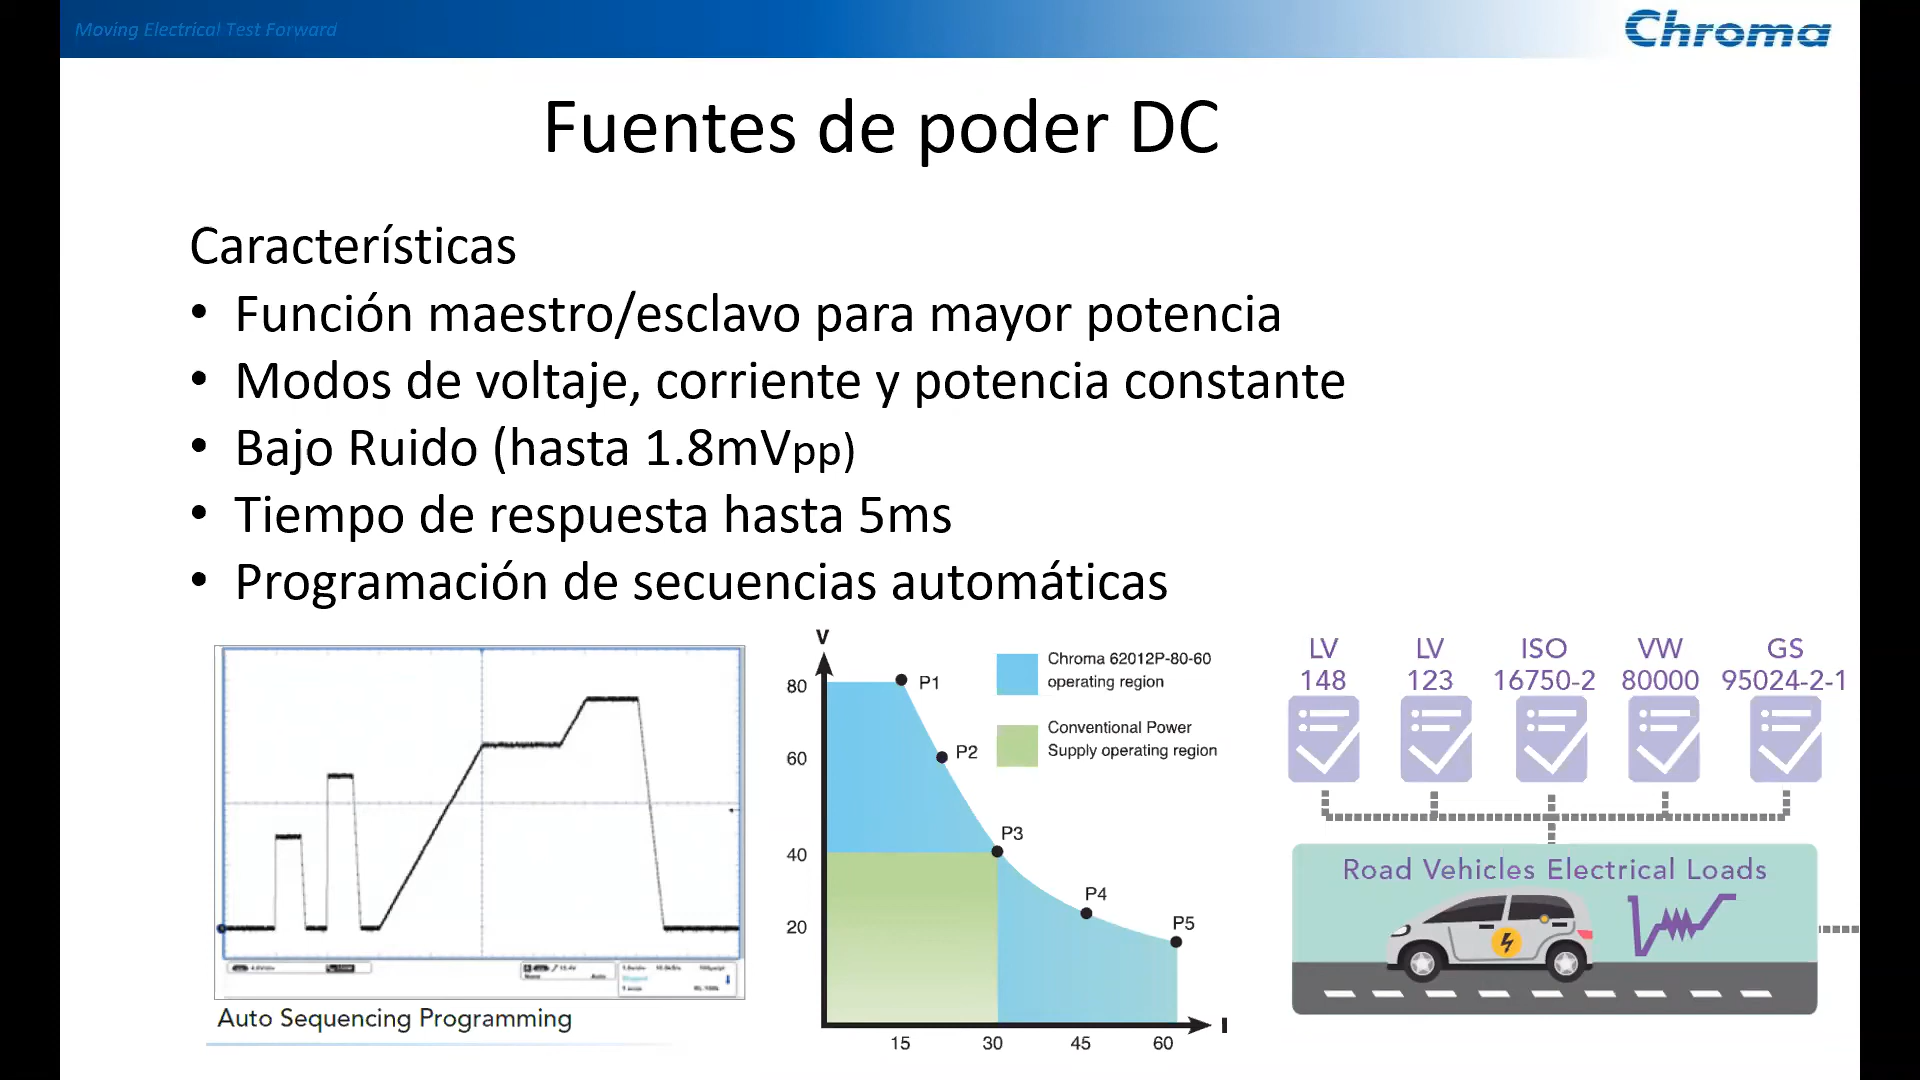 Moving Electrical Test Forward
Chroma
Fuentes de poder DC
Características
• Función maestro/esclavo para mayor potencia
• Modos de voltaje, corriente y potencia constante
• Bajo Ruido (hasta 1.8mVpp)
• Tiempo de respuesta hasta 5ms
• Programación de secuencias automáticas
Auto Sequencing Programming
V
80
60
40
20
P1
P2
P3
P4
P5
15 30 45 60
I
Chroma 62012P-80-60
operating region
Conventional Power
Supply operating region
LV
148
LV
123
ISO
16750-2
VW
80000
GS
95024-2-1
Road Vehicles Electrical Loads